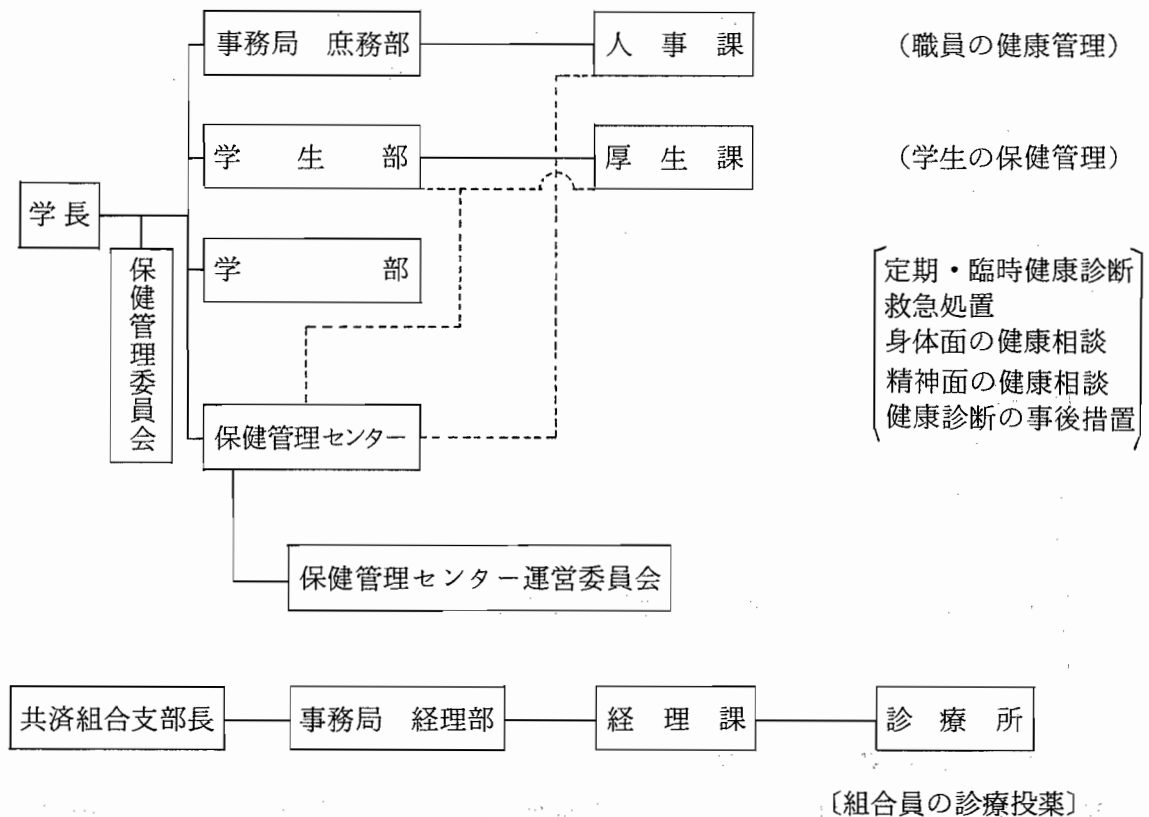 事務局 庶務部
人事課
(職員の健康管理)
学生部
厚生課
(学生の保健管理)
学長
保健管理委員会
学部
定期・臨時健康診断
救急処置
身体面の健康相談
精神面の健康相談
健康診断の事後措置
保健管理センター
保健管理センター運営委員会
共済組合支部長
事務局 経理部
経理課
診療所
〔組合員の診療投薬〕